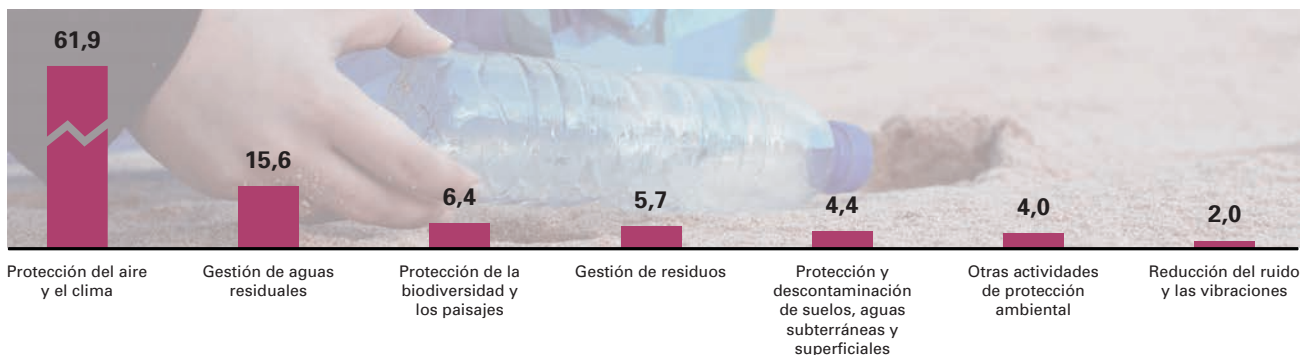 61,9
15,6
6,4
5,7
4,4
4,0
2,0
Protección del aire
y el clima
Gestión de aguas
residuales
Protección de la
biodiversidad y
los paisajes
Gestión de residuos
Protección y
descontaminación
de suelos, aguas
subterráneas y
superficiales
Otras actividades
de protección
ambiental
Reducción del ruido
y las vibraciones